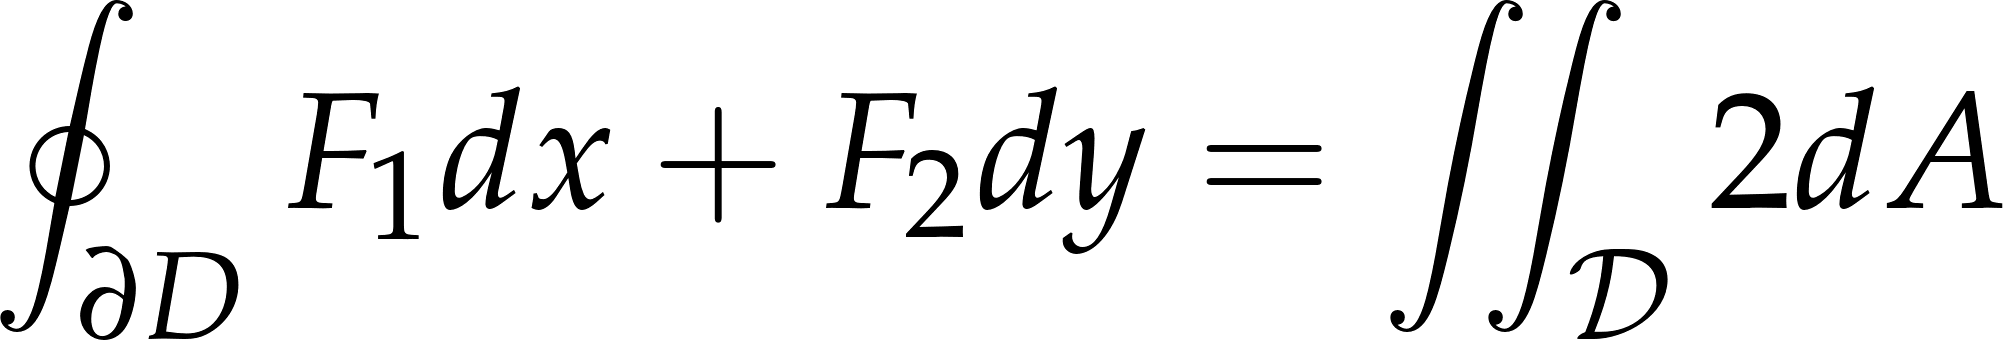 ∮_{∂D} F₁dx + F₂dy = ∬_𝒟 2dA